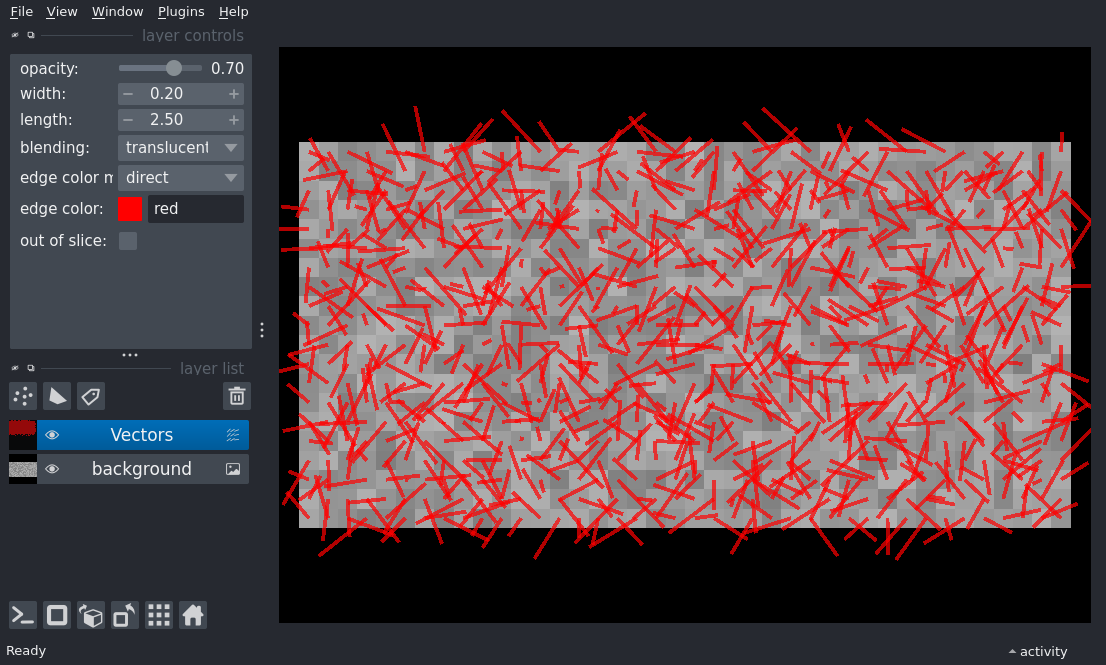 File View Window Plugins Help
layer controls
opacity: 0.70
width: − 0.20 +
length: − 2.50 +
blending: translucent
edge color m direct
edge color: red
out of slice:
layer list
Vectors
background
Ready
activity